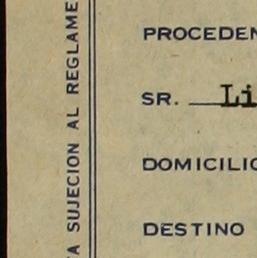 PROCEDEN
SR. Li
DOMICILIO
DESTINO
A SUJECION AL REGLAME